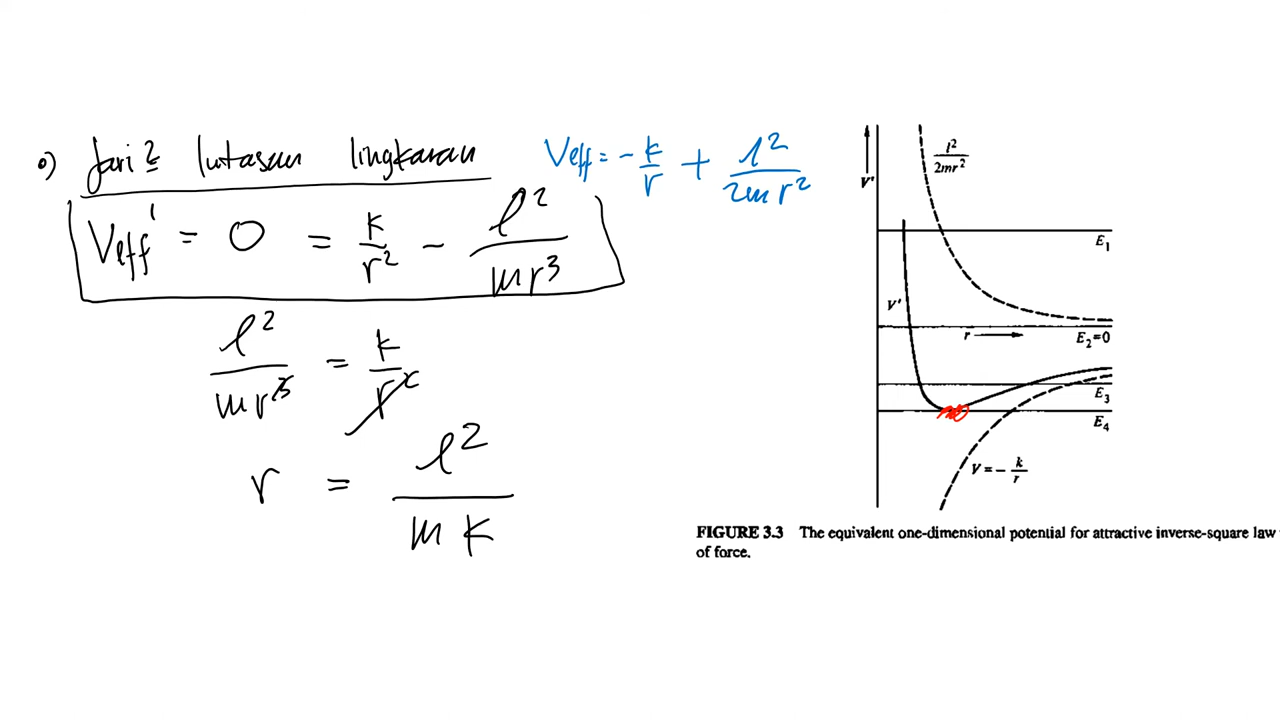 •) Jari2 lintasan lingkaran
Veff = - k/r + l²/2mr²
Veff' = 0 = k/r² - l²/mr³
l²/mr³ = k/r²
r = l²/mk
V'
l²/2mr²
E₁
V'
r
E₂=0
E₃
E₄
V = - k/r
FIGURE 3.3 The equivalent one-dimensional potential for attractive inverse-square law
of force.